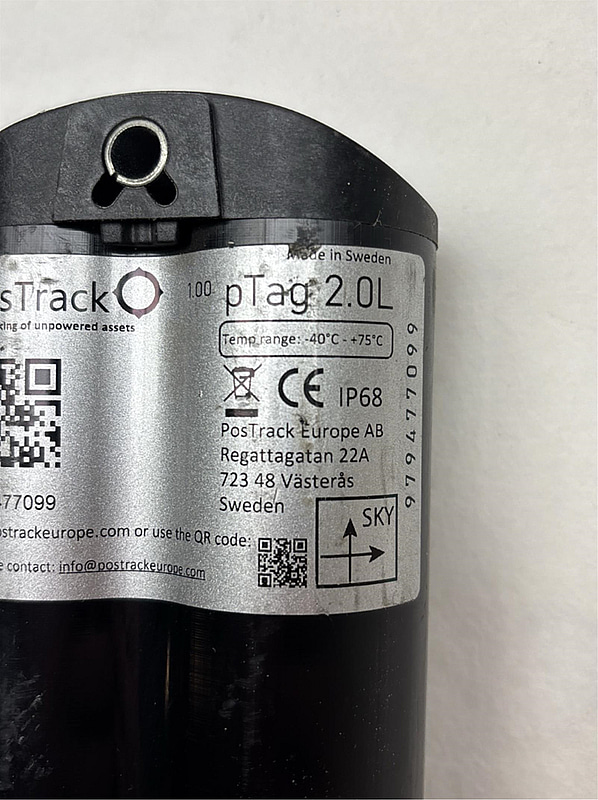 Made in Sweden
sTrack
1.00 pTag 2.0L
king of unpowered assets
Temp range: -40°C - +75°C
CE IP68
PosTrack Europe AB
Regattagatan 22A
723 48 Västerås
Sweden
979477099
SKY
477099
ostrackeurope.com or use the QR code:
e contact: info@postrackeurope.com